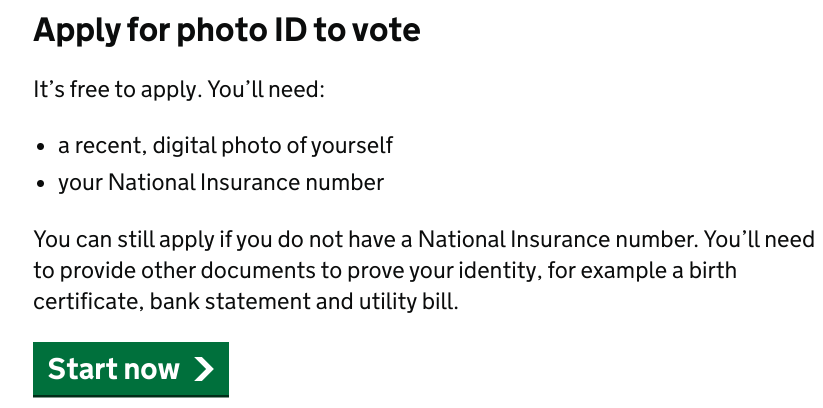 Apply for photo ID to vote
It’s free to apply. You’ll need:
• a recent, digital photo of yourself
• your National Insurance number
You can still apply if you do not have a National Insurance number. You’ll need
to provide other documents to prove your identity, for example a birth
certificate, bank statement and utility bill.
Start now